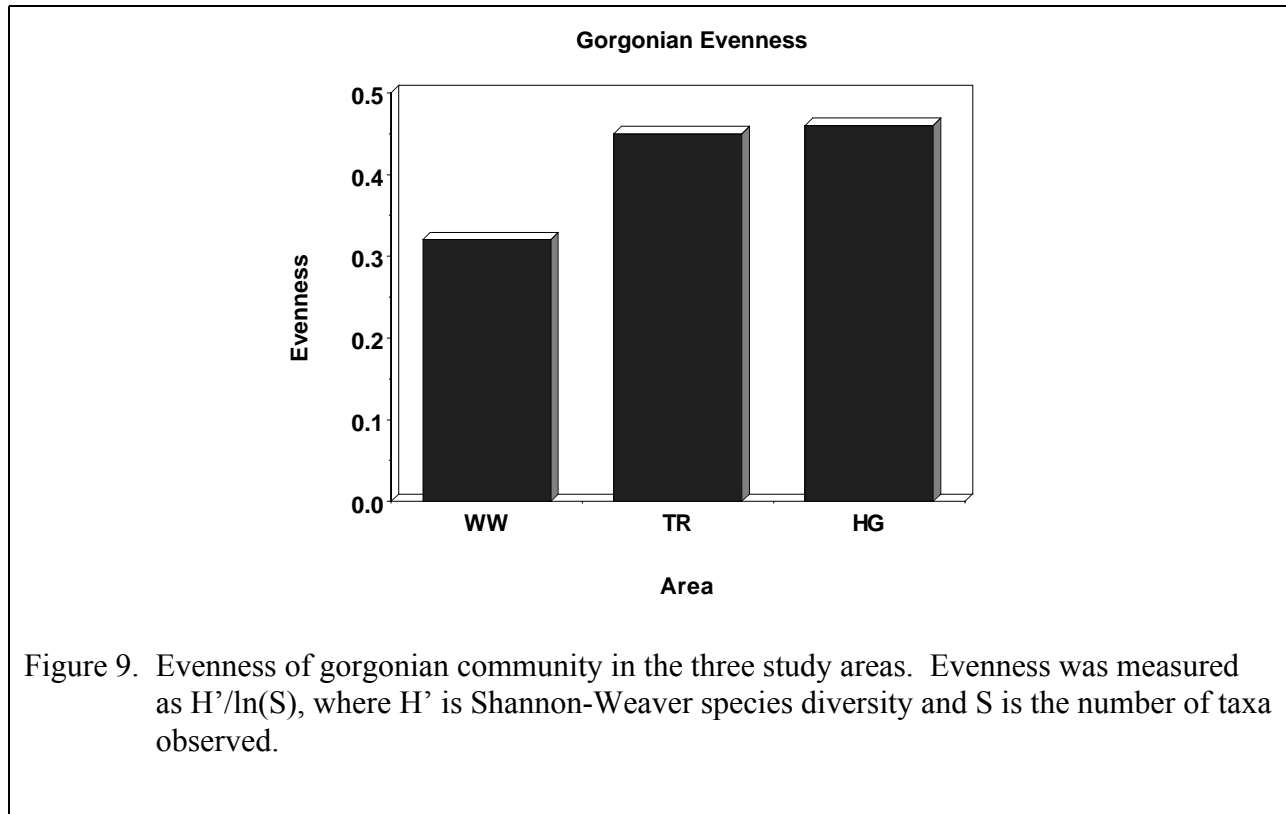 Gorgonian Evenness
0.5
0.4
0.3
0.2
0.1
0.0
Evenness
WW TR HG
Area
Figure 9. Evenness of gorgonian community in the three study areas. Evenness was measured
as H’/ln(S), where H’ is Shannon-Weaver species diversity and S is the number of taxa
observed.